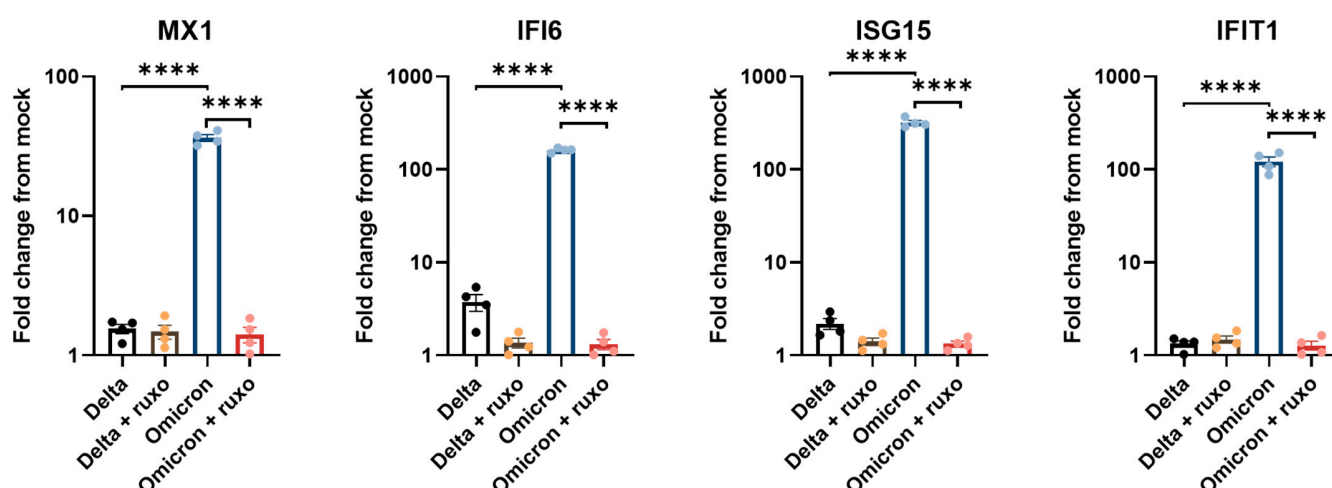 MX1
Fold change from mock
100
10
1
****
****
Delta
Delta + ruxo
Omicron
Omicron + ruxo
IFI6
Fold change from mock
1000
100
10
1
****
****
Delta
Delta + ruxo
Omicron
Omicron + ruxo
ISG15
Fold change from mock
1000
100
10
1
****
****
Delta
Delta + ruxo
Omicron
Omicron + ruxo
IFIT1
Fold change from mock
1000
100
10
1
****
****
Delta
Delta + ruxo
Omicron
Omicron + ruxo